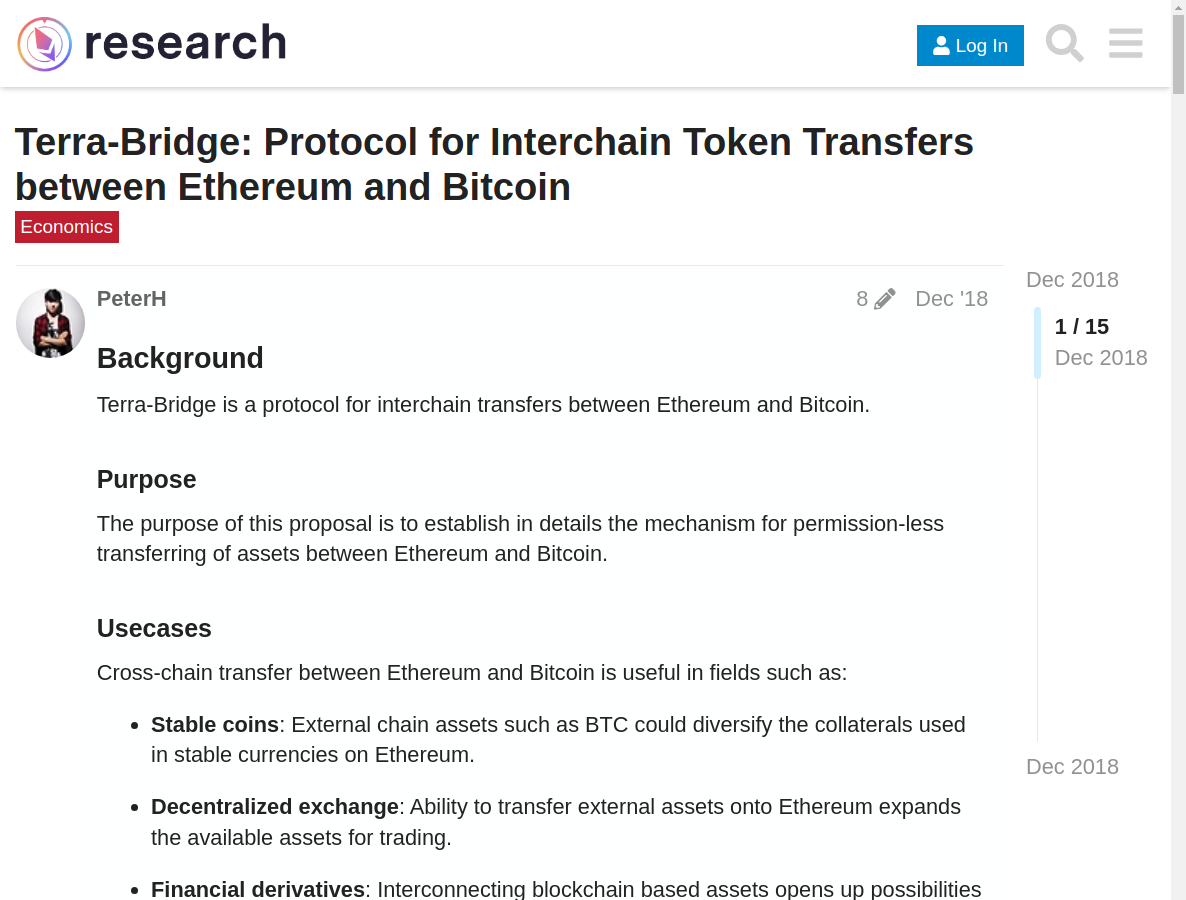 research
Log In
Terra-Bridge: Protocol for Interchain Token Transfers
between Ethereum and Bitcoin
Economics
PeterH
8
Dec '18
Dec 2018
1 / 15
Dec 2018
Dec 2018
Background
Terra-Bridge is a protocol for interchain transfers between Ethereum and Bitcoin.
Purpose
The purpose of this proposal is to establish in details the mechanism for permission-less
transferring of assets between Ethereum and Bitcoin.
Usecases
Cross-chain transfer between Ethereum and Bitcoin is useful in fields such as:
Stable coins: External chain assets such as BTC could diversify the collaterals used
in stable currencies on Ethereum.
Decentralized exchange: Ability to transfer external assets onto Ethereum expands
the available assets for trading.
Financial derivatives: Interconnecting blockchain based assets opens up possibilities